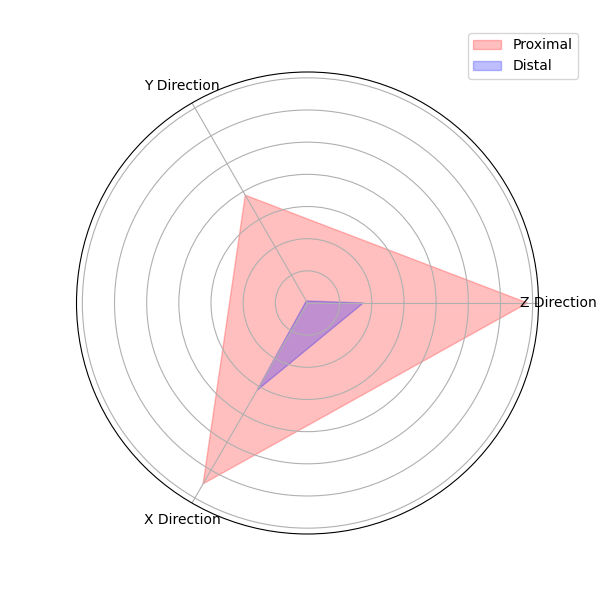 Proximal
Distal
Y Direction
Z Direction
X Direction